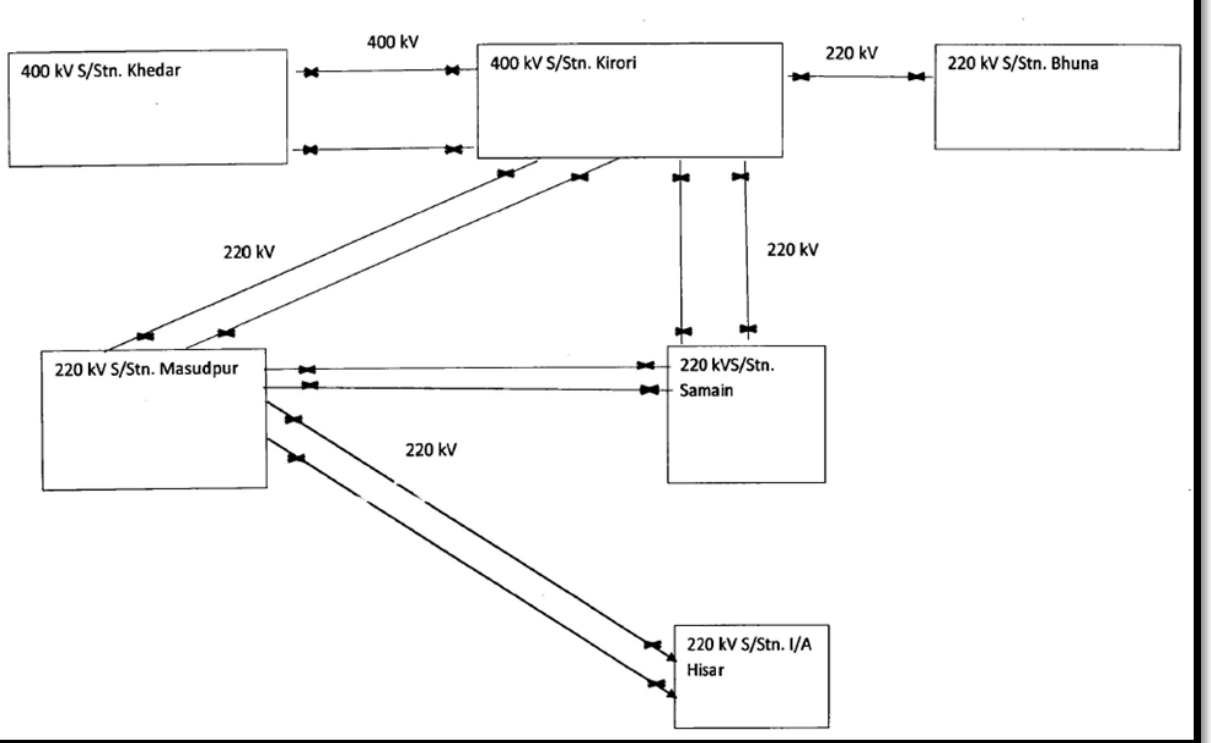 400 kV
220 kV
400 kV S/Stn. Khedar
400 kV S/Stn. Kirori
220 kV S/Stn. Bhuna
220 kV
220 kV
220 kV S/Stn. Masudpur
220 kVS/Stn.
Samain
220 kV
220 kV S/Stn. I/A
Hisar